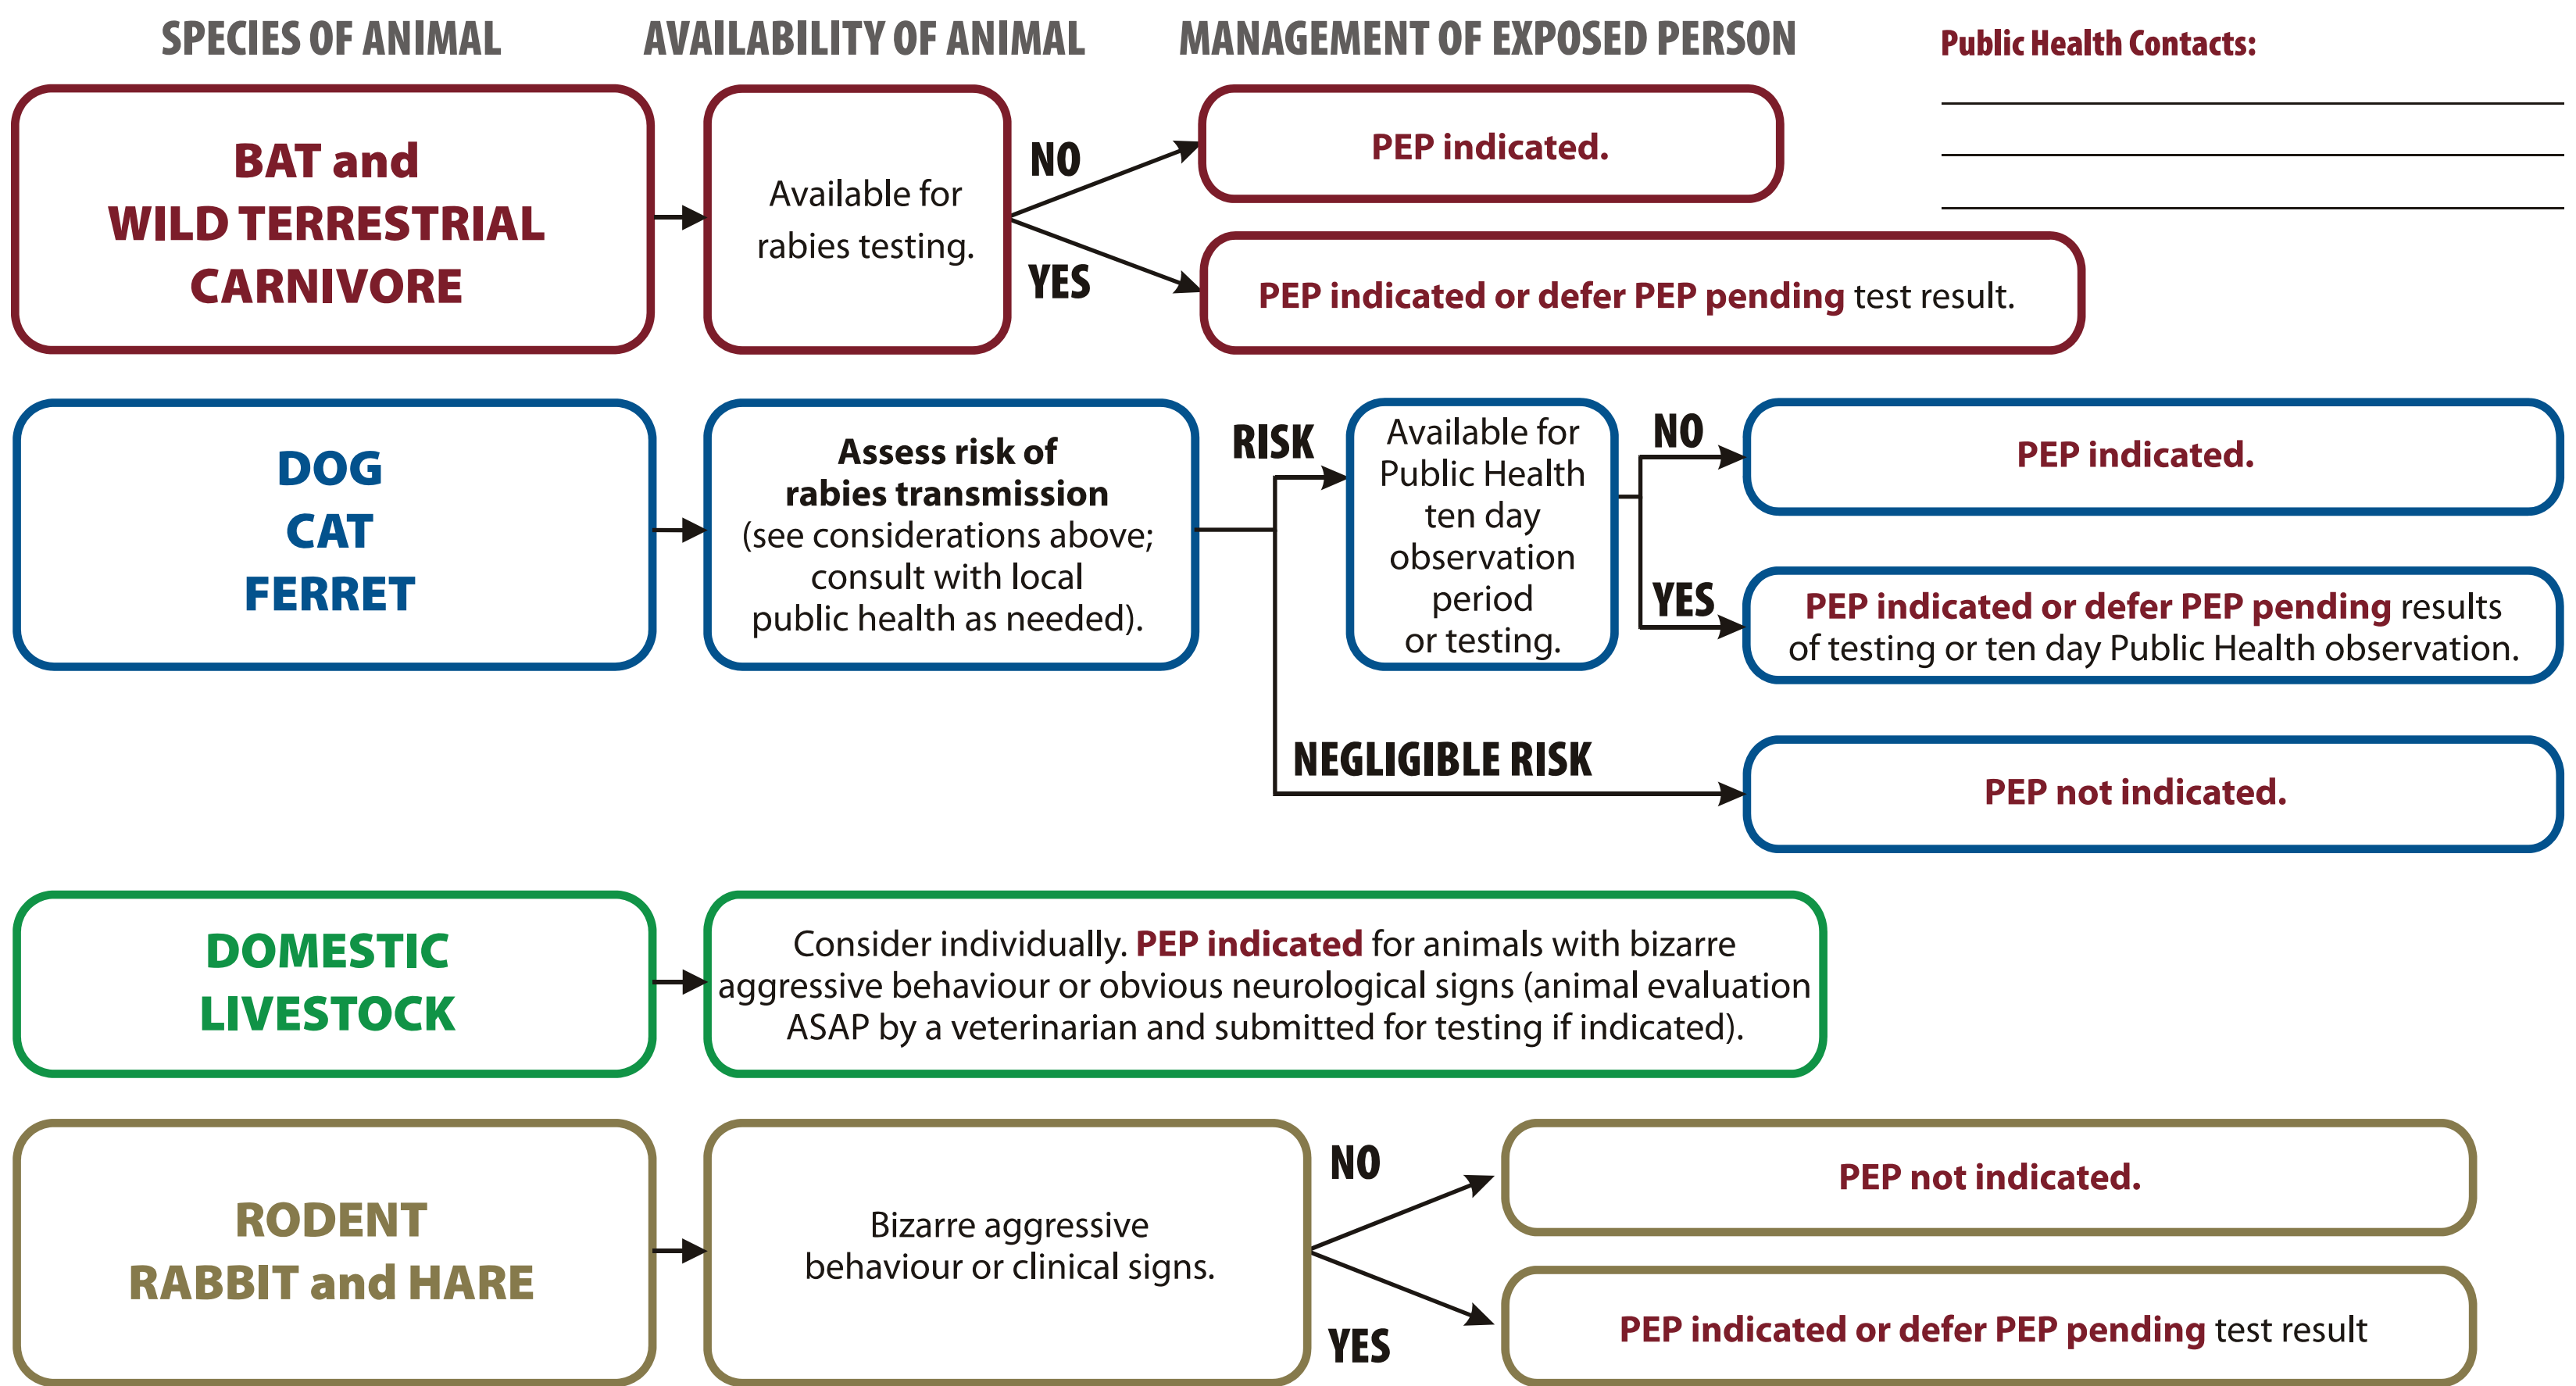 SPECIES OF ANIMAL
AVAILABILITY OF ANIMAL
MANAGEMENT OF EXPOSED PERSON
Public Health Contacts:
BAT and
WILD TERRESTRIAL
CARNIVORE
Available for
rabies testing.
NO
PEP indicated.
YES
PEP indicated or defer PEP pending test result.
DOG
CAT
FERRET
Assess risk of
rabies transmission
(see considerations above;
consult with local
public health as needed).
RISK
Available for
Public Health
ten day
observation
period
or testing.
NO
PEP indicated.
YES
PEP indicated or defer PEP pending results
of testing or ten day Public Health observation.
NEGLIGIBLE RISK
PEP not indicated.
DOMESTIC
LIVESTOCK
Consider individually. PEP indicated for animals with bizarre
aggressive behaviour or obvious neurological signs (animal evaluation
ASAP by a veterinarian and submitted for testing if indicated).
RODENT
RABBIT and HARE
Bizarre aggressive
behaviour or clinical signs.
NO
PEP not indicated.
YES
PEP indicated or defer PEP pending test result